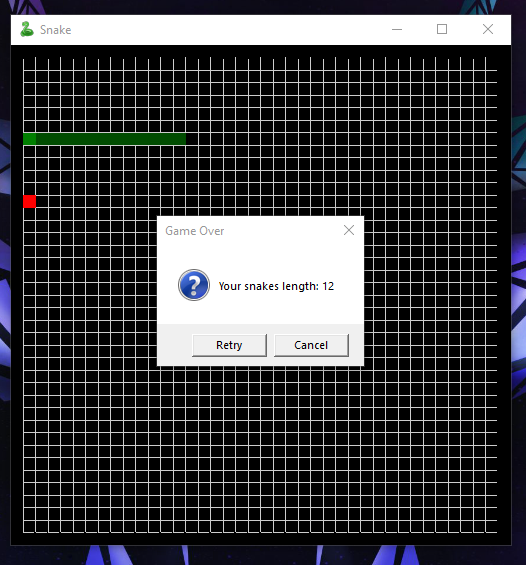 Snake
Game Over
Your snakes length: 12
Retry Cancel